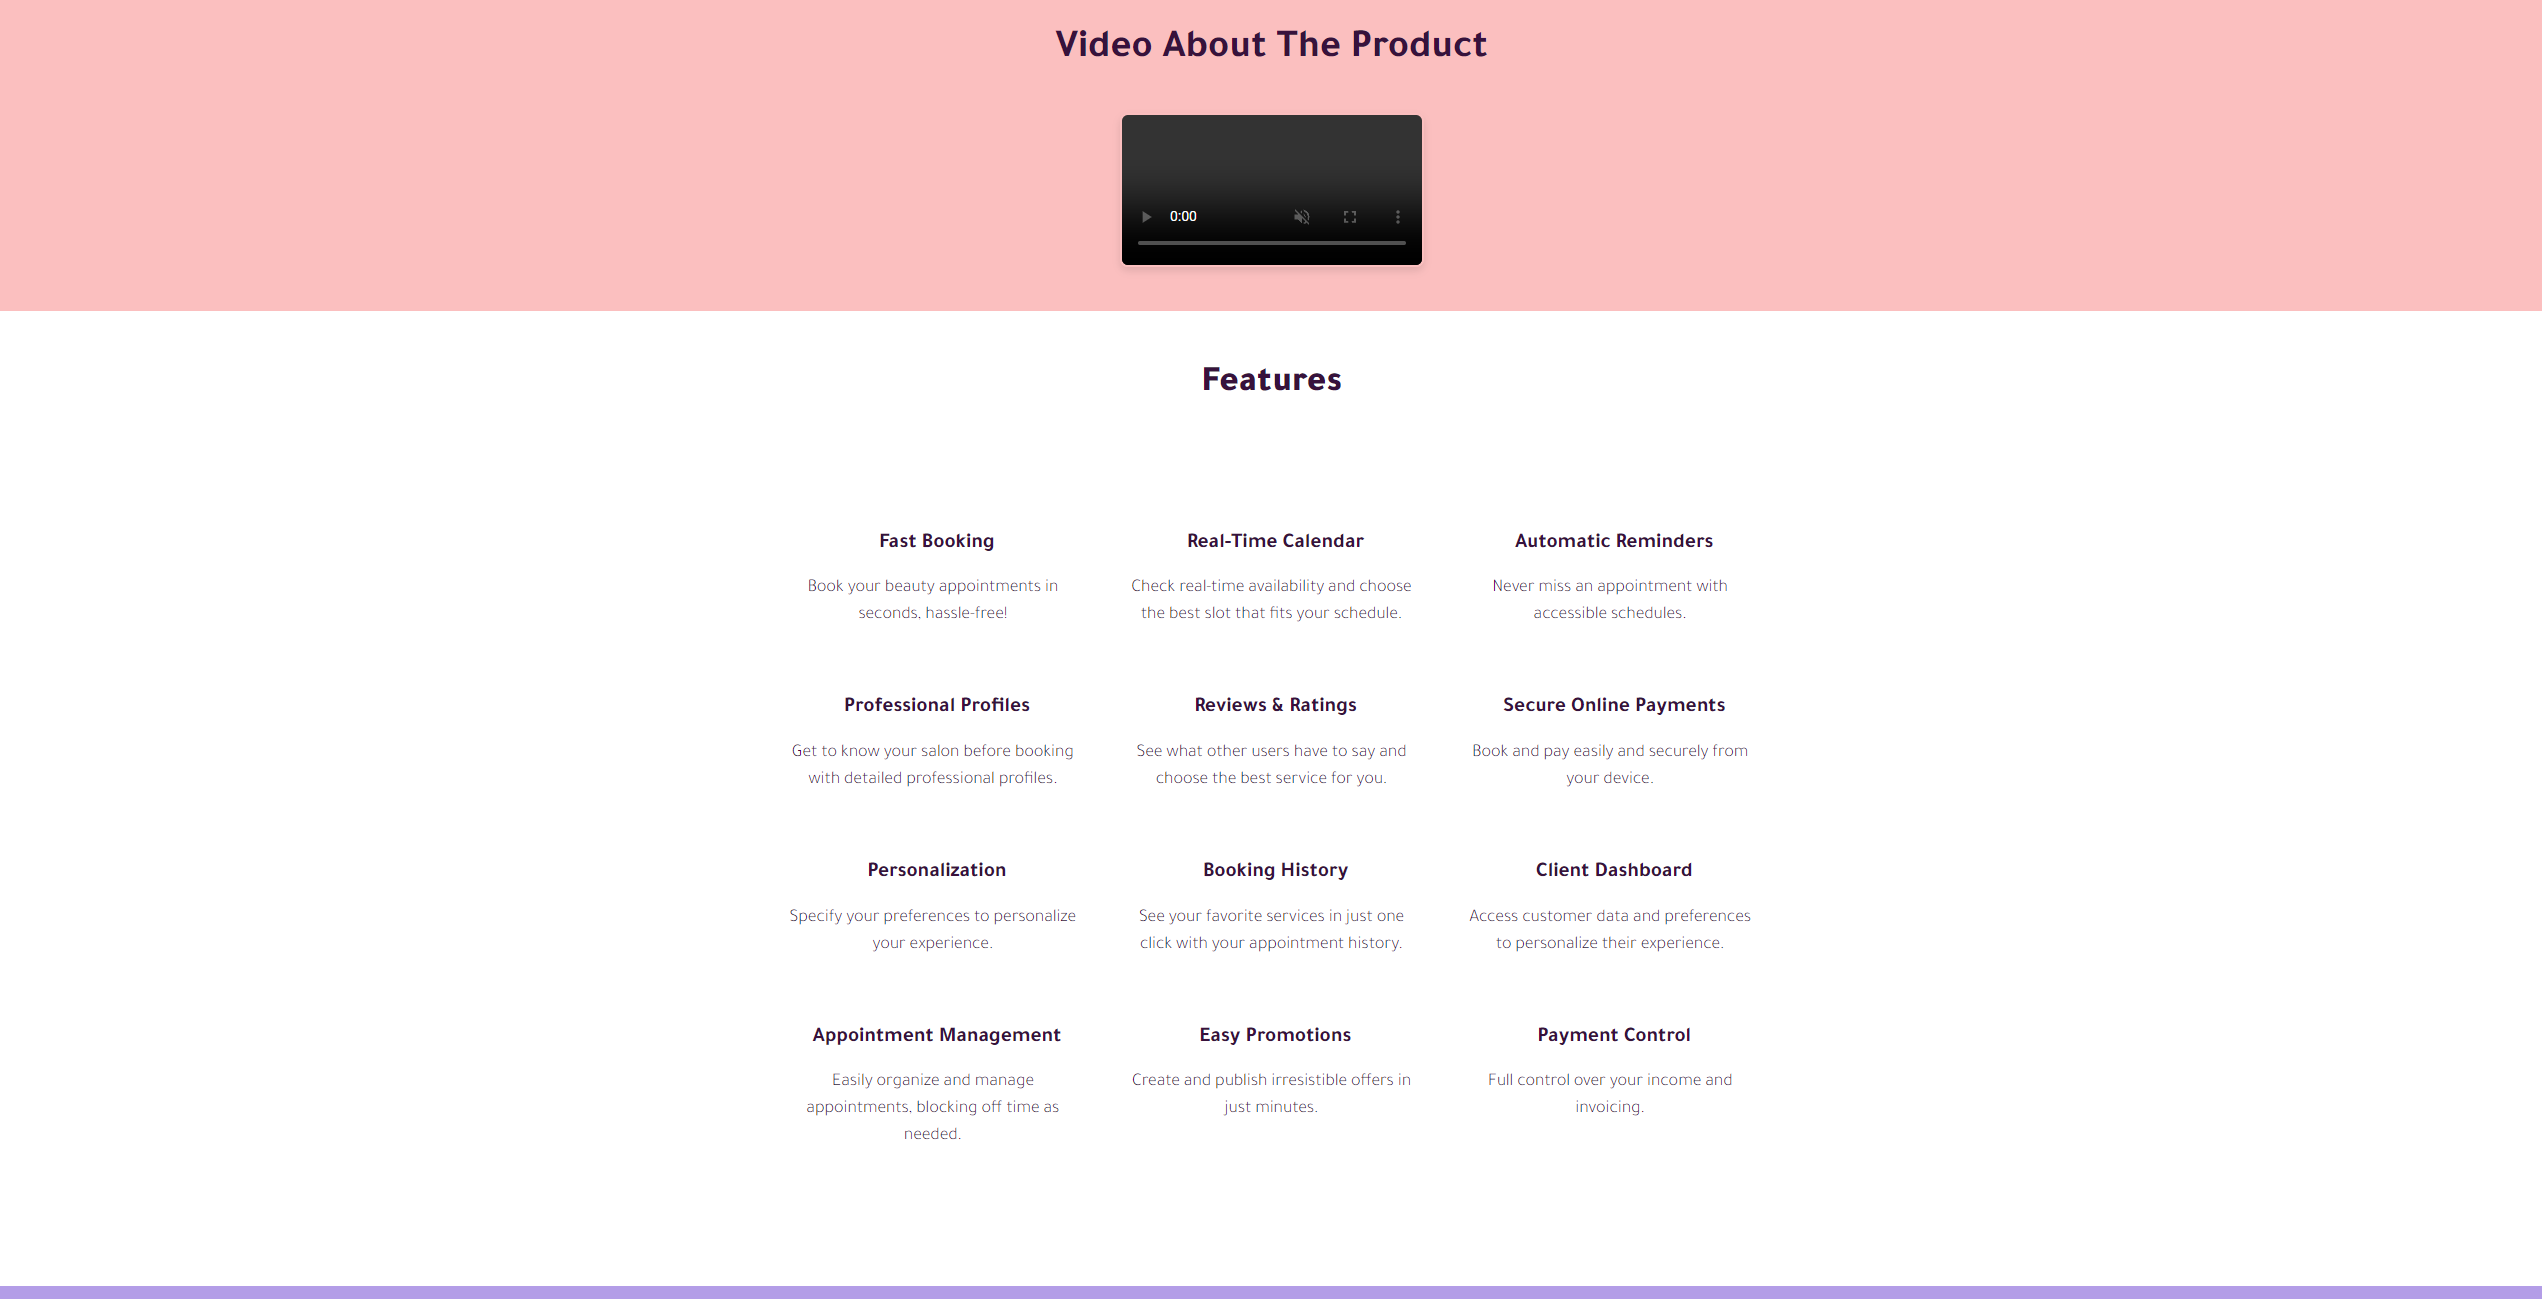 Video About The Product
0:00
Features
Fast Booking
Book your beauty appointments in
seconds, hassle-free!
Real-Time Calendar
Check real-time availability and choose
the best slot that fits your schedule.
Automatic Reminders
Never miss an appointment with
accessible schedules.
Professional Profiles
Get to know your salon before booking
with detailed professional profiles.
Reviews & Ratings
See what other users have to say and
choose the best service for you.
Secure Online Payments
Book and pay easily and securely from
your device.
Personalization
Specify your preferences to personalize
your experience.
Booking History
See your favorite services in just one
click with your appointment history.
Client Dashboard
Access customer data and preferences
to personalize their experience.
Appointment Management
Easily organize and manage
appointments, blocking off time as
needed.
Easy Promotions
Create and publish irresistible offers in
just minutes.
Payment Control
Full control over your income and
invoicing.